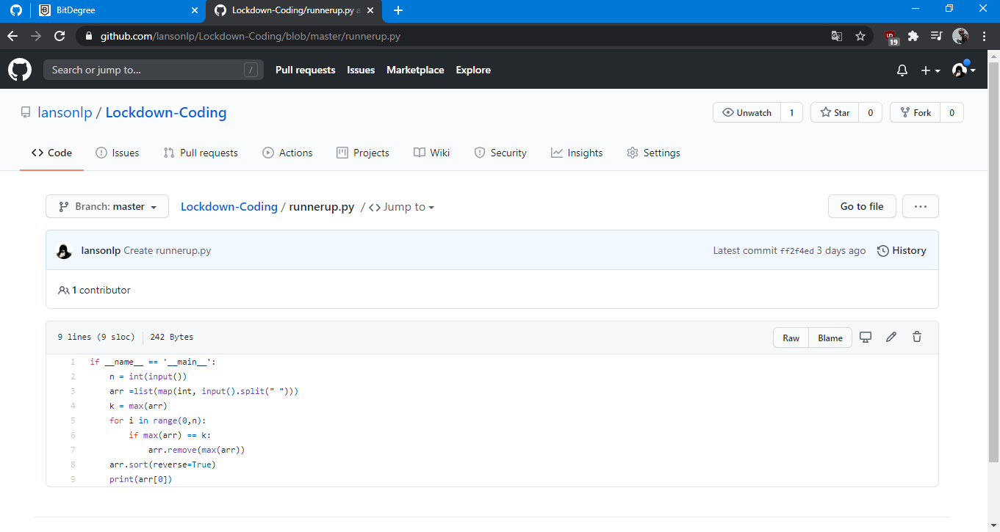 BitDegree
Lockdown-Coding/runnerup.py a
github.com/lansonlp/Lockdown-Coding/blob/master/runnerup.py
19
Search or jump to... /
Pull requests Issues Marketplace Explore
lansonlp / Lockdown-Coding
Unwatch 1 Star 0 Fork 0
Code Issues Pull requests Actions Projects Wiki Security Insights Settings
Branch: master Lockdown-Coding / runnerup.py / <> Jump to
Go to file ...
lansonlp Create runnerup.py Latest commit ff2f4ed 3 days ago History
1 contributor
9 lines (9 sloc) 242 Bytes Raw Blame
1 if __name__ == '__main__':
2     n = int(input())
3     arr =list(map(int, input().split(" ")))
4     k = max(arr)
5     for i in range(0,n):
6         if max(arr) == k:
7             arr.remove(max(arr))
8     arr.sort(reverse=True)
9     print(arr[0])